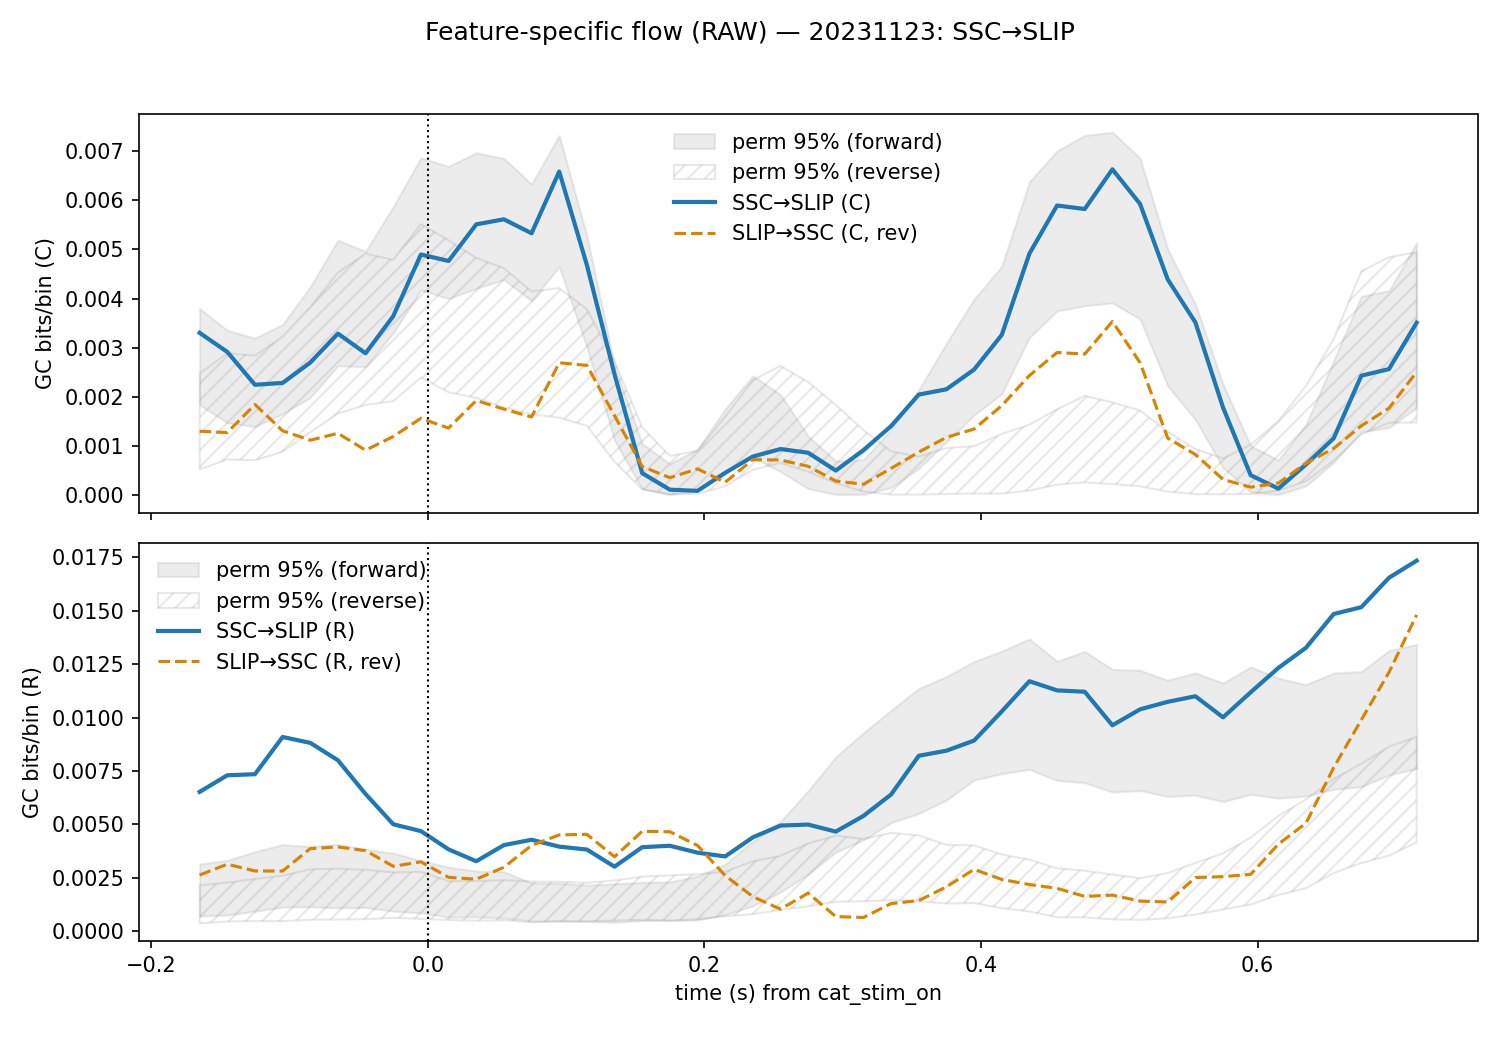 Feature-specific flow (RAW) — 20231123: SSC→SLIP
GC bits/bin (C)
0.007
0.006
0.005
0.004
0.003
0.002
0.001
0.000
perm 95% (forward)
perm 95% (reverse)
SSC→SLIP (C)
SLIP→SSC (C, rev)
GC bits/bin (R)
0.0175
0.0150
0.0125
0.0100
0.0075
0.0050
0.0025
0.0000
perm 95% (forward)
perm 95% (reverse)
SSC→SLIP (R)
SLIP→SSC (R, rev)
−0.2 0.0 0.2 0.4 0.6
time (s) from cat_stim_on